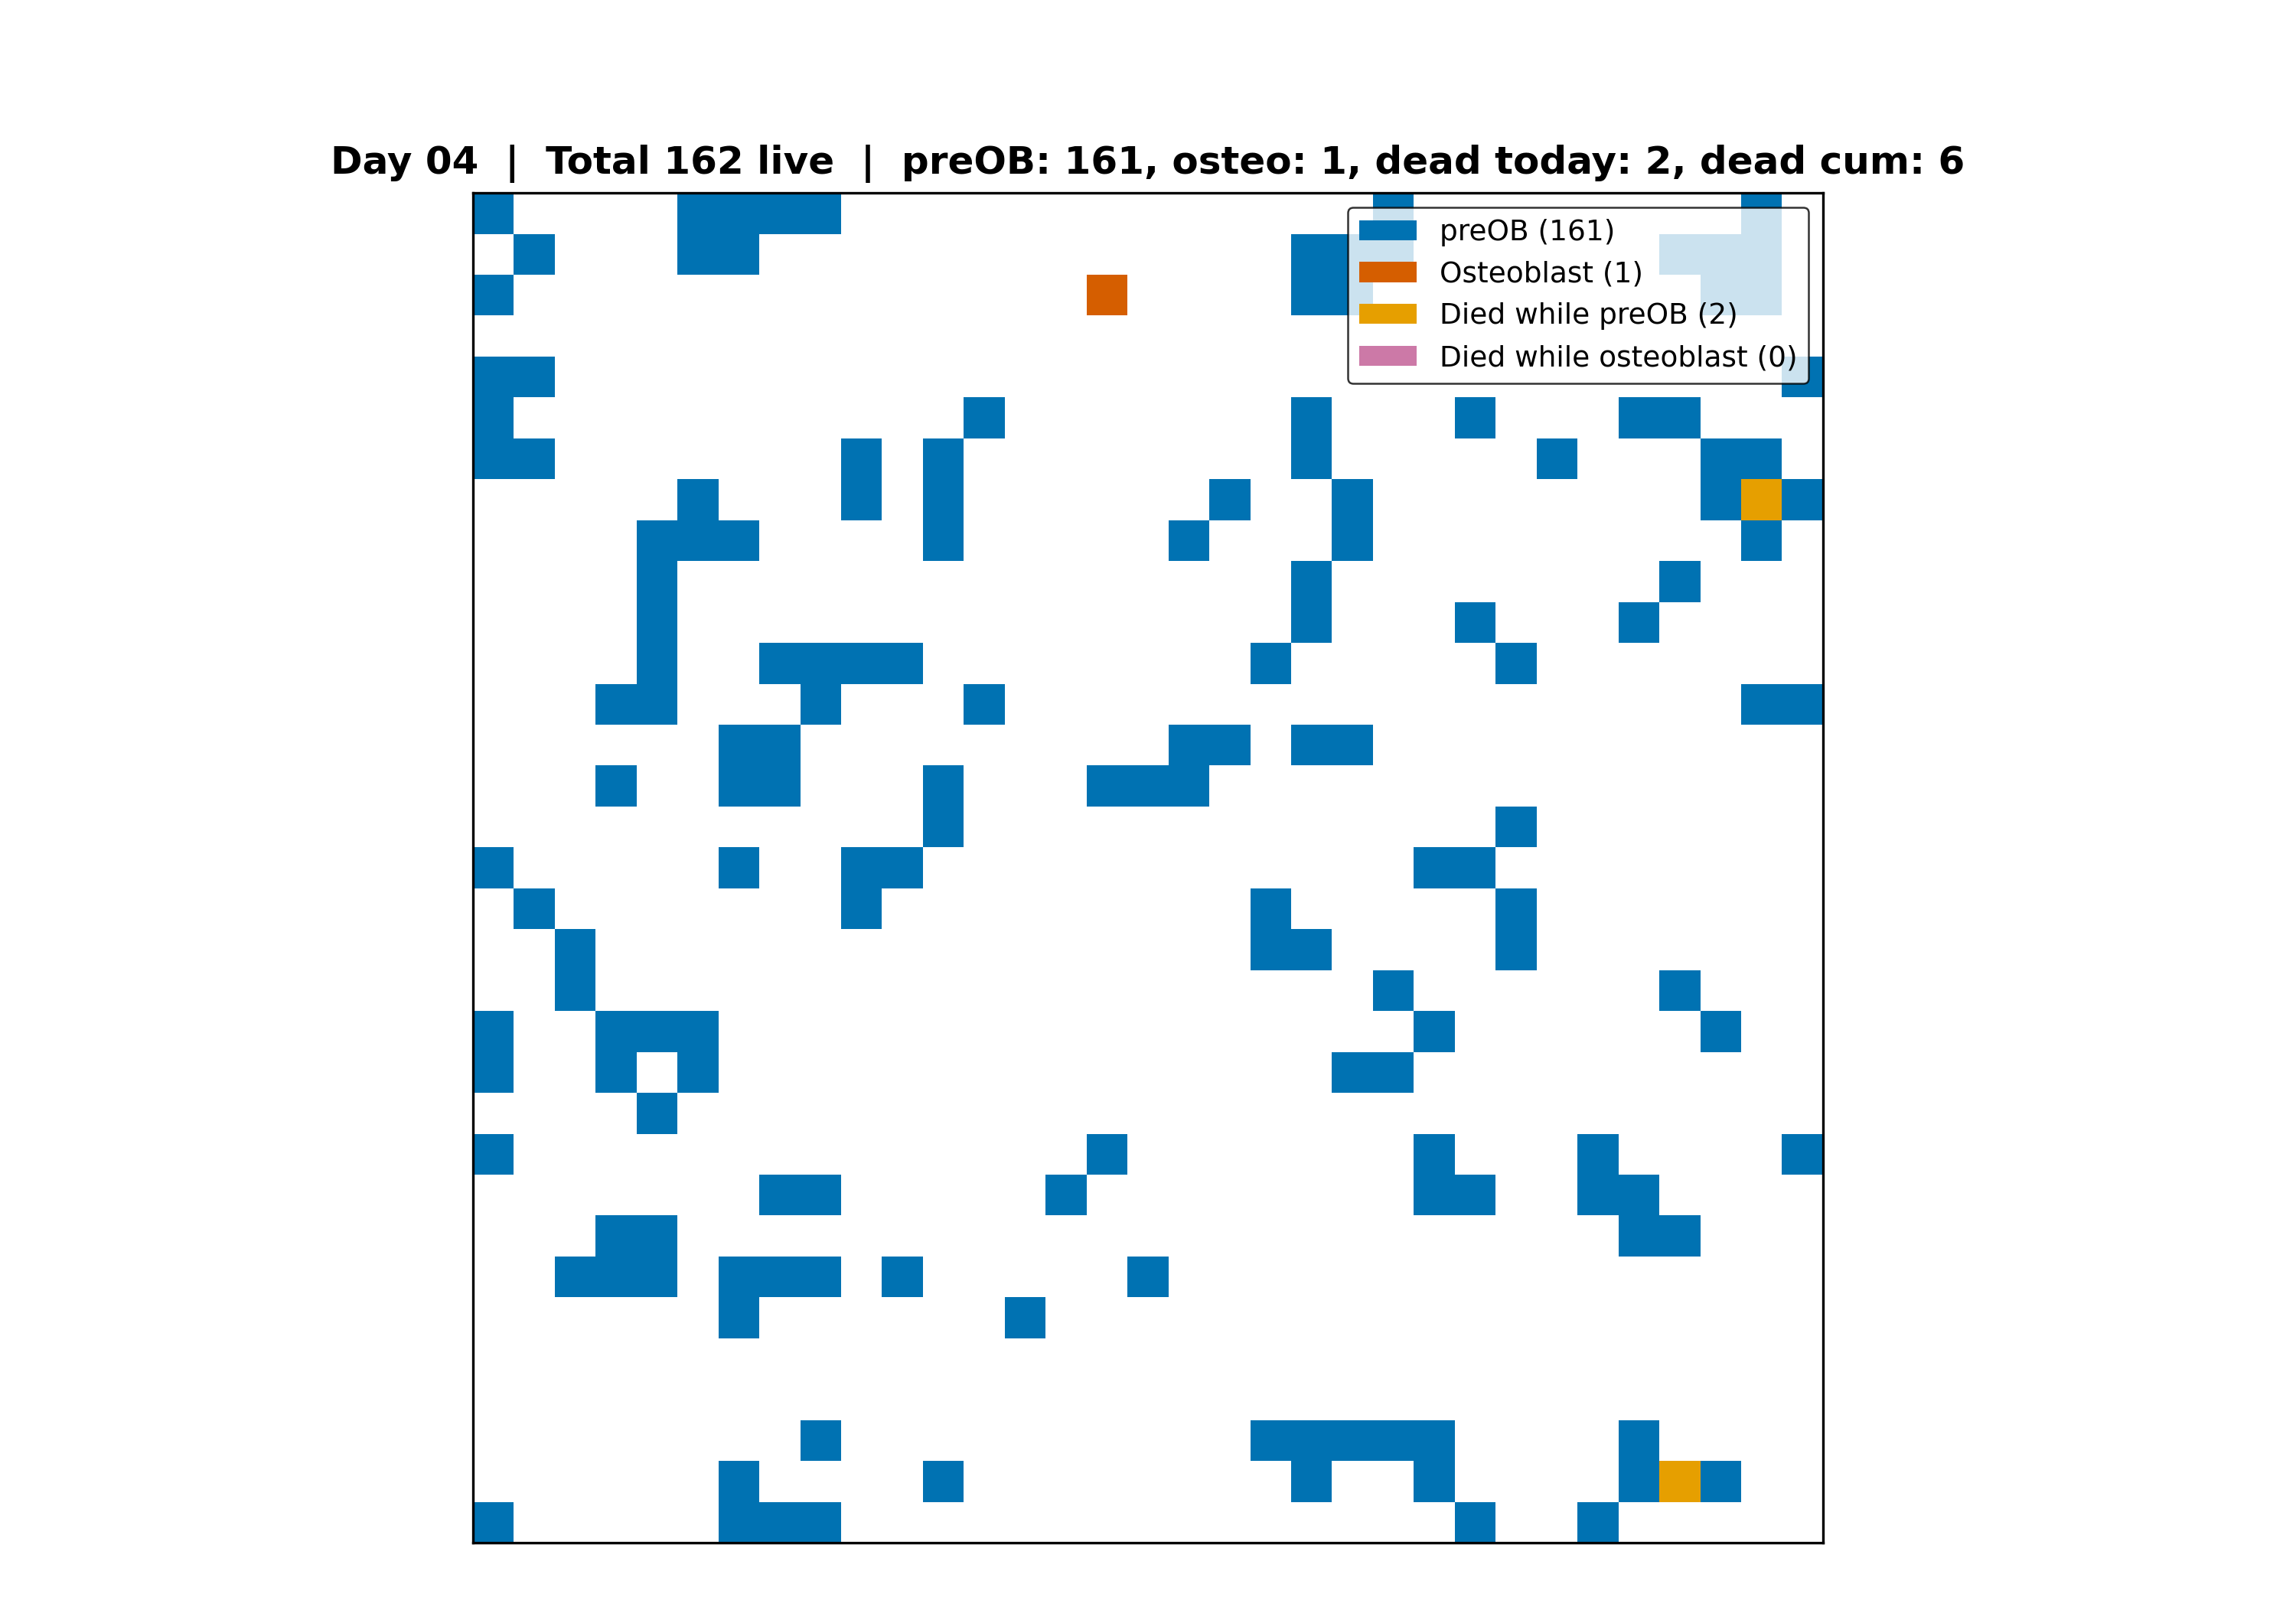 Day 04 | Total 162 live | preOB: 161, osteo: 1, dead today: 2, dead cum: 6
preOB (161)
Osteoblast (1)
Died while preOB (2)
Died while osteoblast (0)